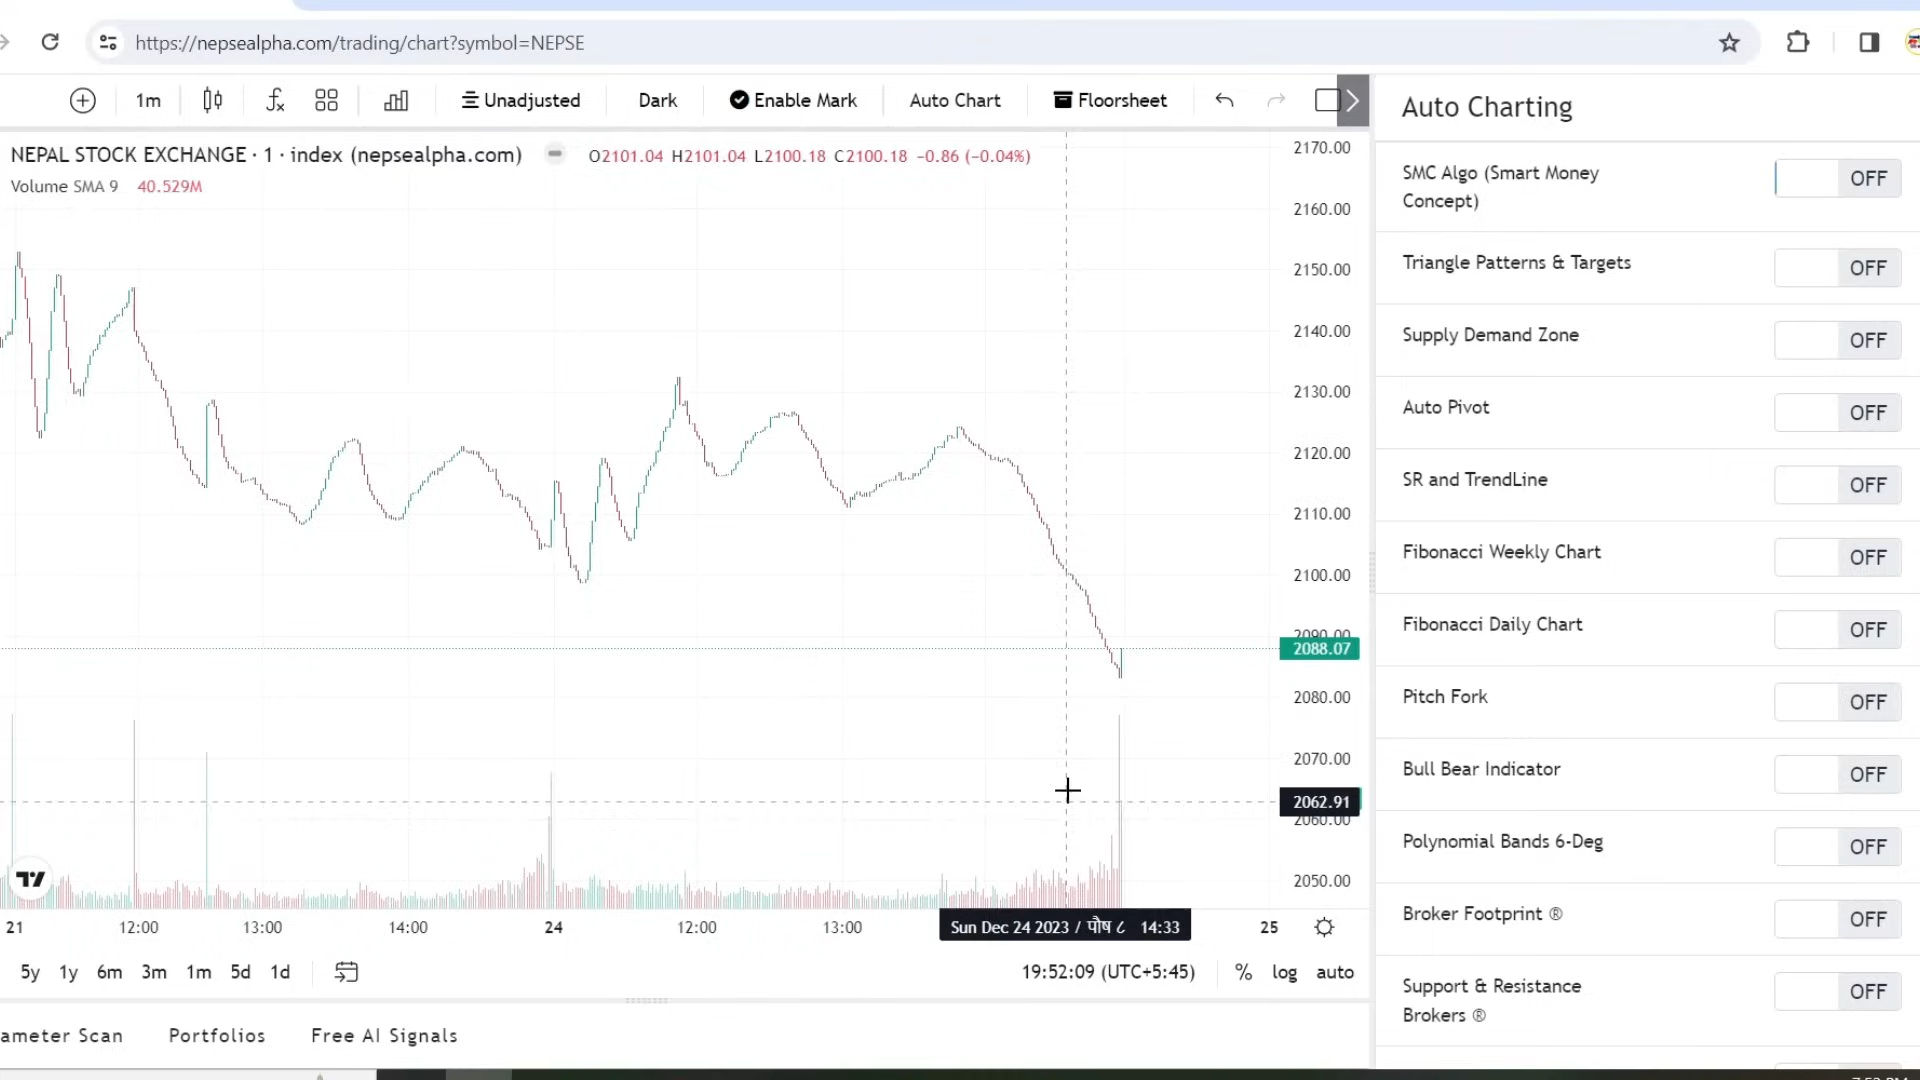 https://nepsealpha.com/trading/chart?symbol=NEPSE
1m Unadjusted Dark Enable Mark Auto Chart Floorsheet
NEPAL STOCK EXCHANGE · 1 · index (nepsealpha.com) O2101.04 H2101.04 L2100.18 C2100.18 −0.86 (−0.04%)
Volume SMA 9 40.529M
2170.00
2160.00
2150.00
2140.00
2130.00
2120.00
2110.00
2100.00
2090.00
2088.07
2080.00
2070.00
2062.91
2060.00
2050.00
21 12:00 13:00 14:00 24 12:00 13:00 Sun Dec 24 2023 / पौष ८ 14:33 25
5y 1y 6m 3m 1m 5d 1d 19:52:09 (UTC+5:45) % log auto
ameter Scan Portfolios Free AI Signals
Auto Charting
SMC Algo (Smart Money
Concept) OFF
Triangle Patterns & Targets OFF
Supply Demand Zone OFF
Auto Pivot OFF
SR and TrendLine OFF
Fibonacci Weekly Chart OFF
Fibonacci Daily Chart OFF
Pitch Fork OFF
Bull Bear Indicator OFF
Polynomial Bands 6-Deg OFF
Broker Footprint ® OFF
Support & Resistance
Brokers ® OFF